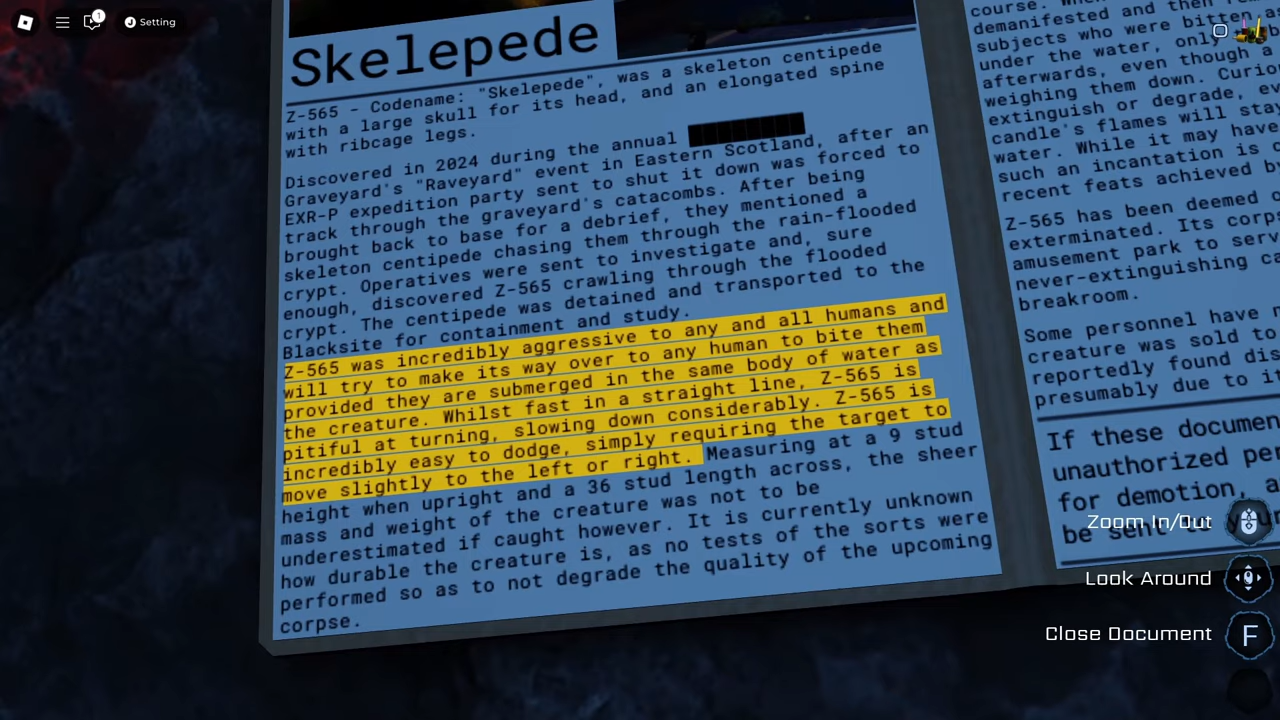 1
Setting
Skelepede
Z-565 - Codename: "Skelepede", was a skeleton centipede
with a large skull for its head, and an elongated spine
with ribcage legs.
Discovered in 2024 during the annual
Graveyard's "Raveyard" event in Eastern Scotland, after an
EXR-P expedition party sent to shut it down was forced to
track through the graveyard's catacombs. After being
brought back to base for a debrief, they mentioned a
skeleton centipede chasing them through the rain-flooded
crypt. Operatives were sent to investigate and, sure
enough, discovered Z-565 crawling through the flooded
crypt. The centipede was detained and transported to the
Blacksite for containment and study.
Z-565 was incredibly aggressive to any and all humans and
will try to make its way over to any human to bite them
provided they are submerged in the same body of water as
the creature. Whilst fast in a straight line, Z-565 is
pitiful at turning, slowing down considerably. Z-565 is
incredibly easy to dodge, simply requiring the target to
move slightly to the left or right. Measuring at a 9 stud
height when upright and a 36 stud length across, the sheer
mass and weight of the creature was not to be
underestimated if caught however. It is currently unknown
how durable the creature is, as no tests of the sorts were
performed so as to not degrade the quality of the upcoming
corpse.
course. When
demanifested and then
subjects who were bitten as
under the water, only
afterwards, even though a
weighing them down. Curio
extinguish or degrade, ev
candle's flames will stay
water. While it may have
such an incantation is c
recent feats achieved by
Z-565 has been deemed
exterminated. Its corp
amusement park to serv
never-extinguishing ca
breakroom.
Some personnel have
creature was sold to
reportedly found dis
presumably due to it
If these documen
unauthorized per
for demotion, a
be sent to you
Zoom In/Out
Look Around
Close Document
F